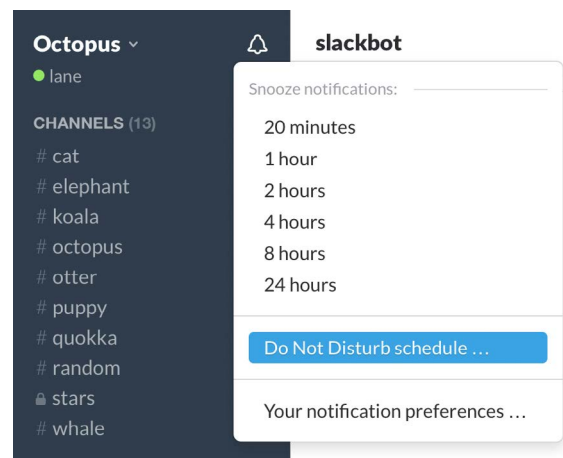 Octopus
lane
CHANNELS (13)
# cat
# elephant
# koala
# octopus
# otter
# puppy
# quokka
# random
stars
# whale
slackbot
Snooze notifications:
20 minutes
1 hour
2 hours
4 hours
8 hours
24 hours
Do Not Disturb schedule …
Your notification preferences …